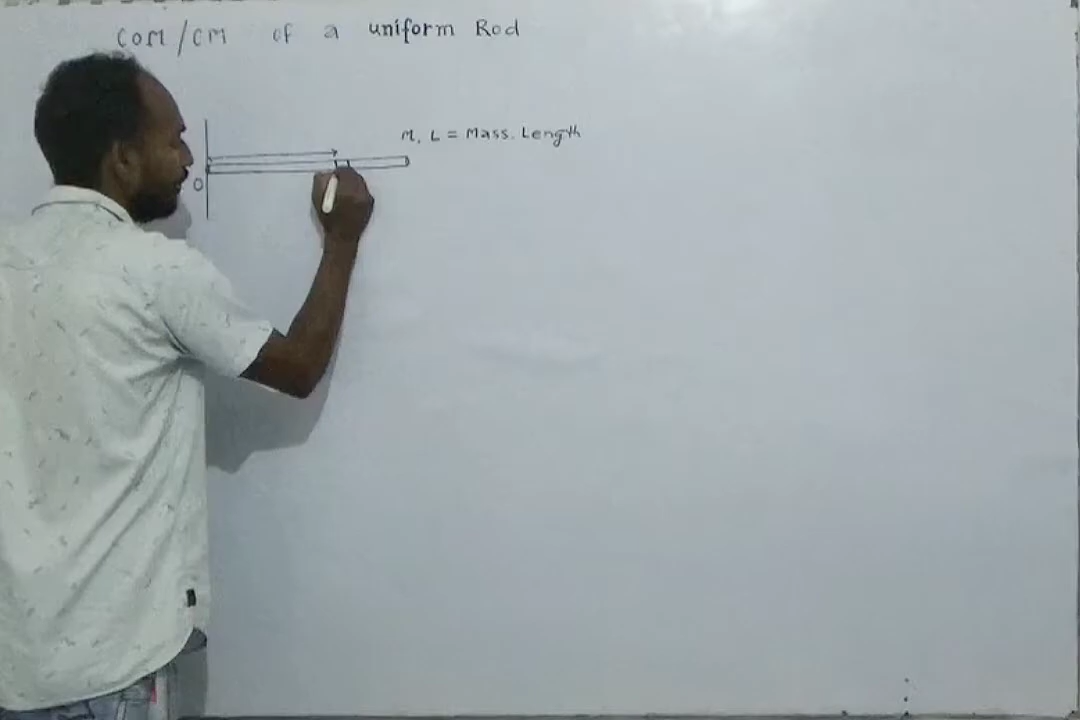 COM/CM of a uniform Rod
M, L = Mass. Length
O